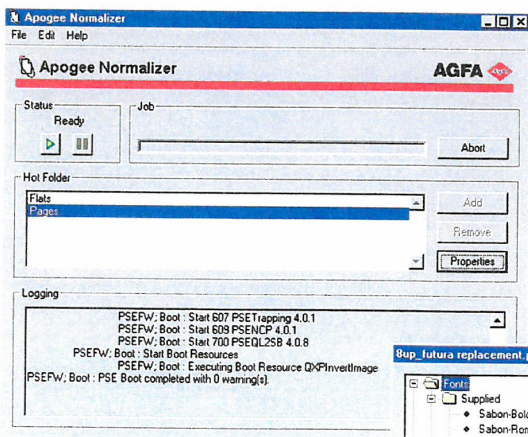 Apogee Normalizer
File Edit Help
Apogee Normalizer
AGFA
Status
Ready
Job
Abort
Hot Folder
Flats
Pages
Add
Remove
Properties
Logging
PSEFW; Boot : Start 607 PSETrapping 4.0.1
PSEFW; Boot : Start 609 PSENCP 4.0.1
PSEFW; Boot : Start 700 PSEQL2SB 4.0.8
PSEFW; Boot : Start Boot Resources
PSEFW; Boot : Executing Boot Resource QXPInvertImage
PSEFW; Boot : PSE Boot completed with 0 warning(s).
8up_futura replacement.
Fonts
Supplied
Sabon-Bold
Sabon-Rom